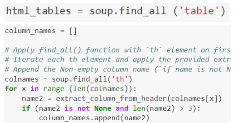 html_tables = soup.find_all ('table')
column_names = []
# Apply find_all() function with `th` element on firs
# Iterate each th element and apply the provided extr
# Append the Non-empty column name (`if name is not N
colnames = soup.find_all('th')
for x in range (len(colnames)):
    name2 = extract_column_from_header(colnames[x])
    if (name2 is not None and len(name2) > 3):
        column_names.append(name2)